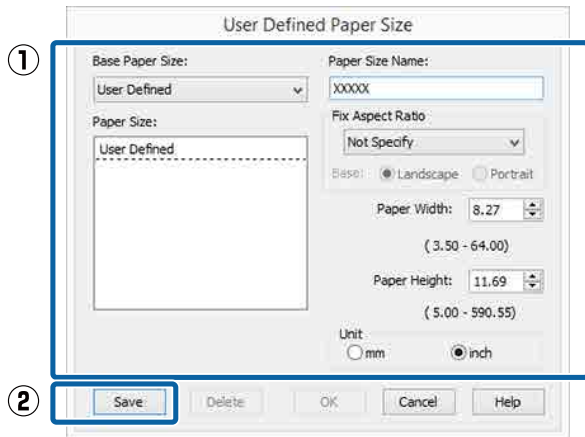 User Defined Paper Size
①
Base Paper Size:
User Defined
Paper Size:
User Defined
Paper Size Name:
XXXXX
Fix Aspect Ratio
Not Specify
Base: Landscape Portrait
Paper Width: 8.27
( 3.50 - 64.00)
Paper Height: 11.69
( 5.00 - 590.55)
Unit
mm inch
②
Save Delete OK Cancel Help